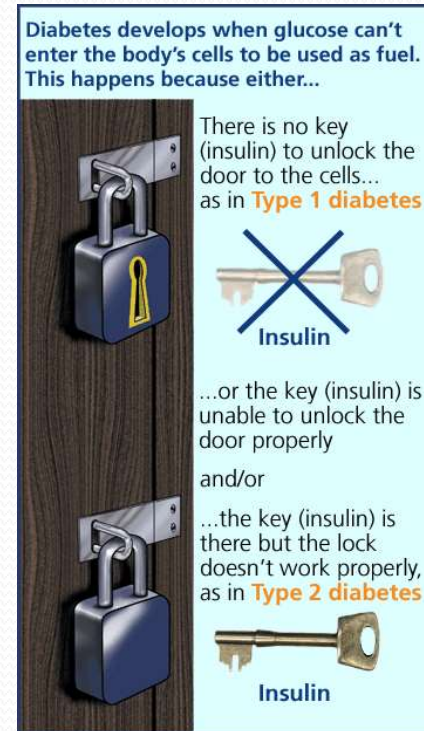 Diabetes develops when glucose can't
enter the body's cells to be used as fuel.
This happens because either...
There is no key
(insulin) to unlock the
door to the cells...
as in Type 1 diabetes
Insulin
...or the key (insulin) is
unable to unlock the
door properly
and/or
...the key (insulin) is
there but the lock
doesn't work properly,
as in Type 2 diabetes
Insulin